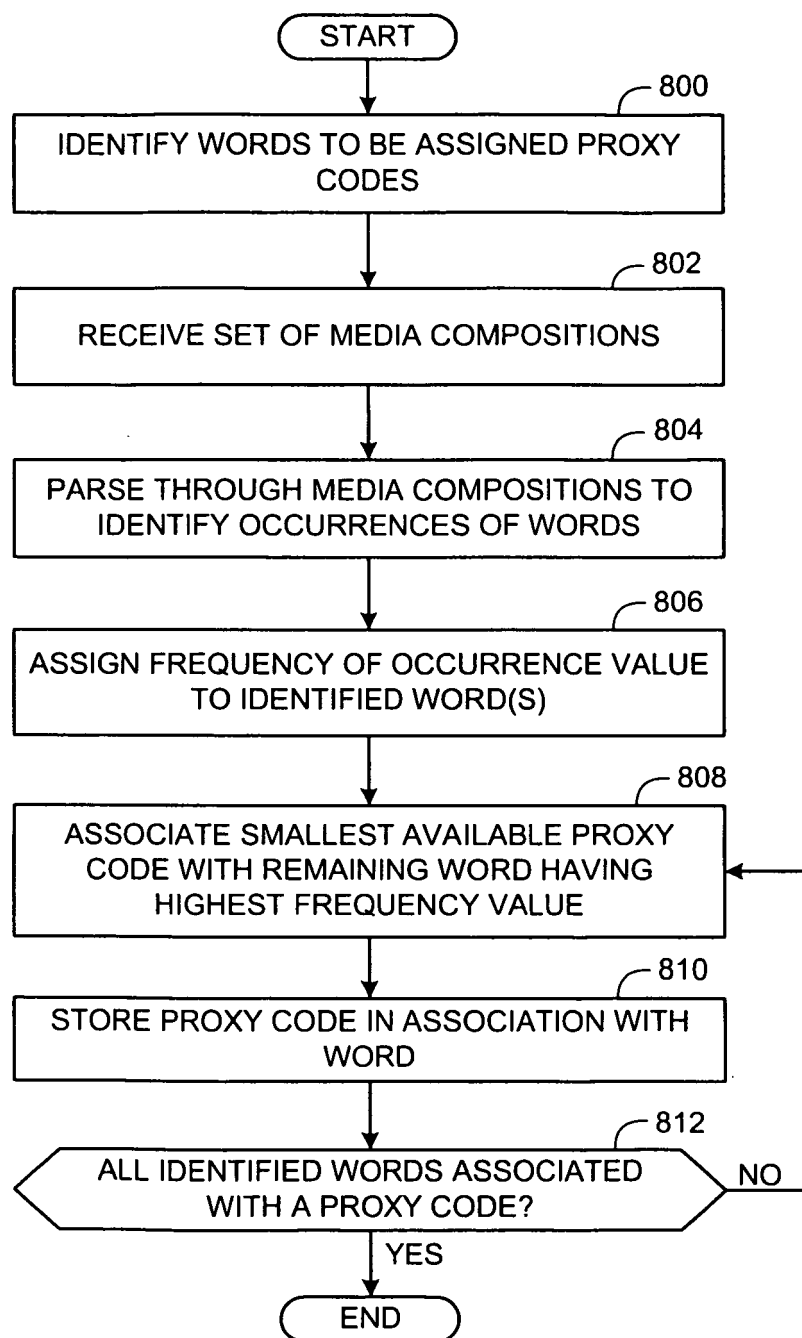 START
800
IDENTIFY WORDS TO BE ASSIGNED PROXY
CODES
802
RECEIVE SET OF MEDIA COMPOSITIONS
804
PARSE THROUGH MEDIA COMPOSITIONS TO
IDENTIFY OCCURRENCES OF WORDS
806
ASSIGN FREQUENCY OF OCCURRENCE VALUE
TO IDENTIFIED WORD(S)
808
ASSOCIATE SMALLEST AVAILABLE PROXY
CODE WITH REMAINING WORD HAVING
HIGHEST FREQUENCY VALUE
810
STORE PROXY CODE IN ASSOCIATION WITH
WORD
812
ALL IDENTIFIED WORDS ASSOCIATED
WITH A PROXY CODE?
NO
YES
END